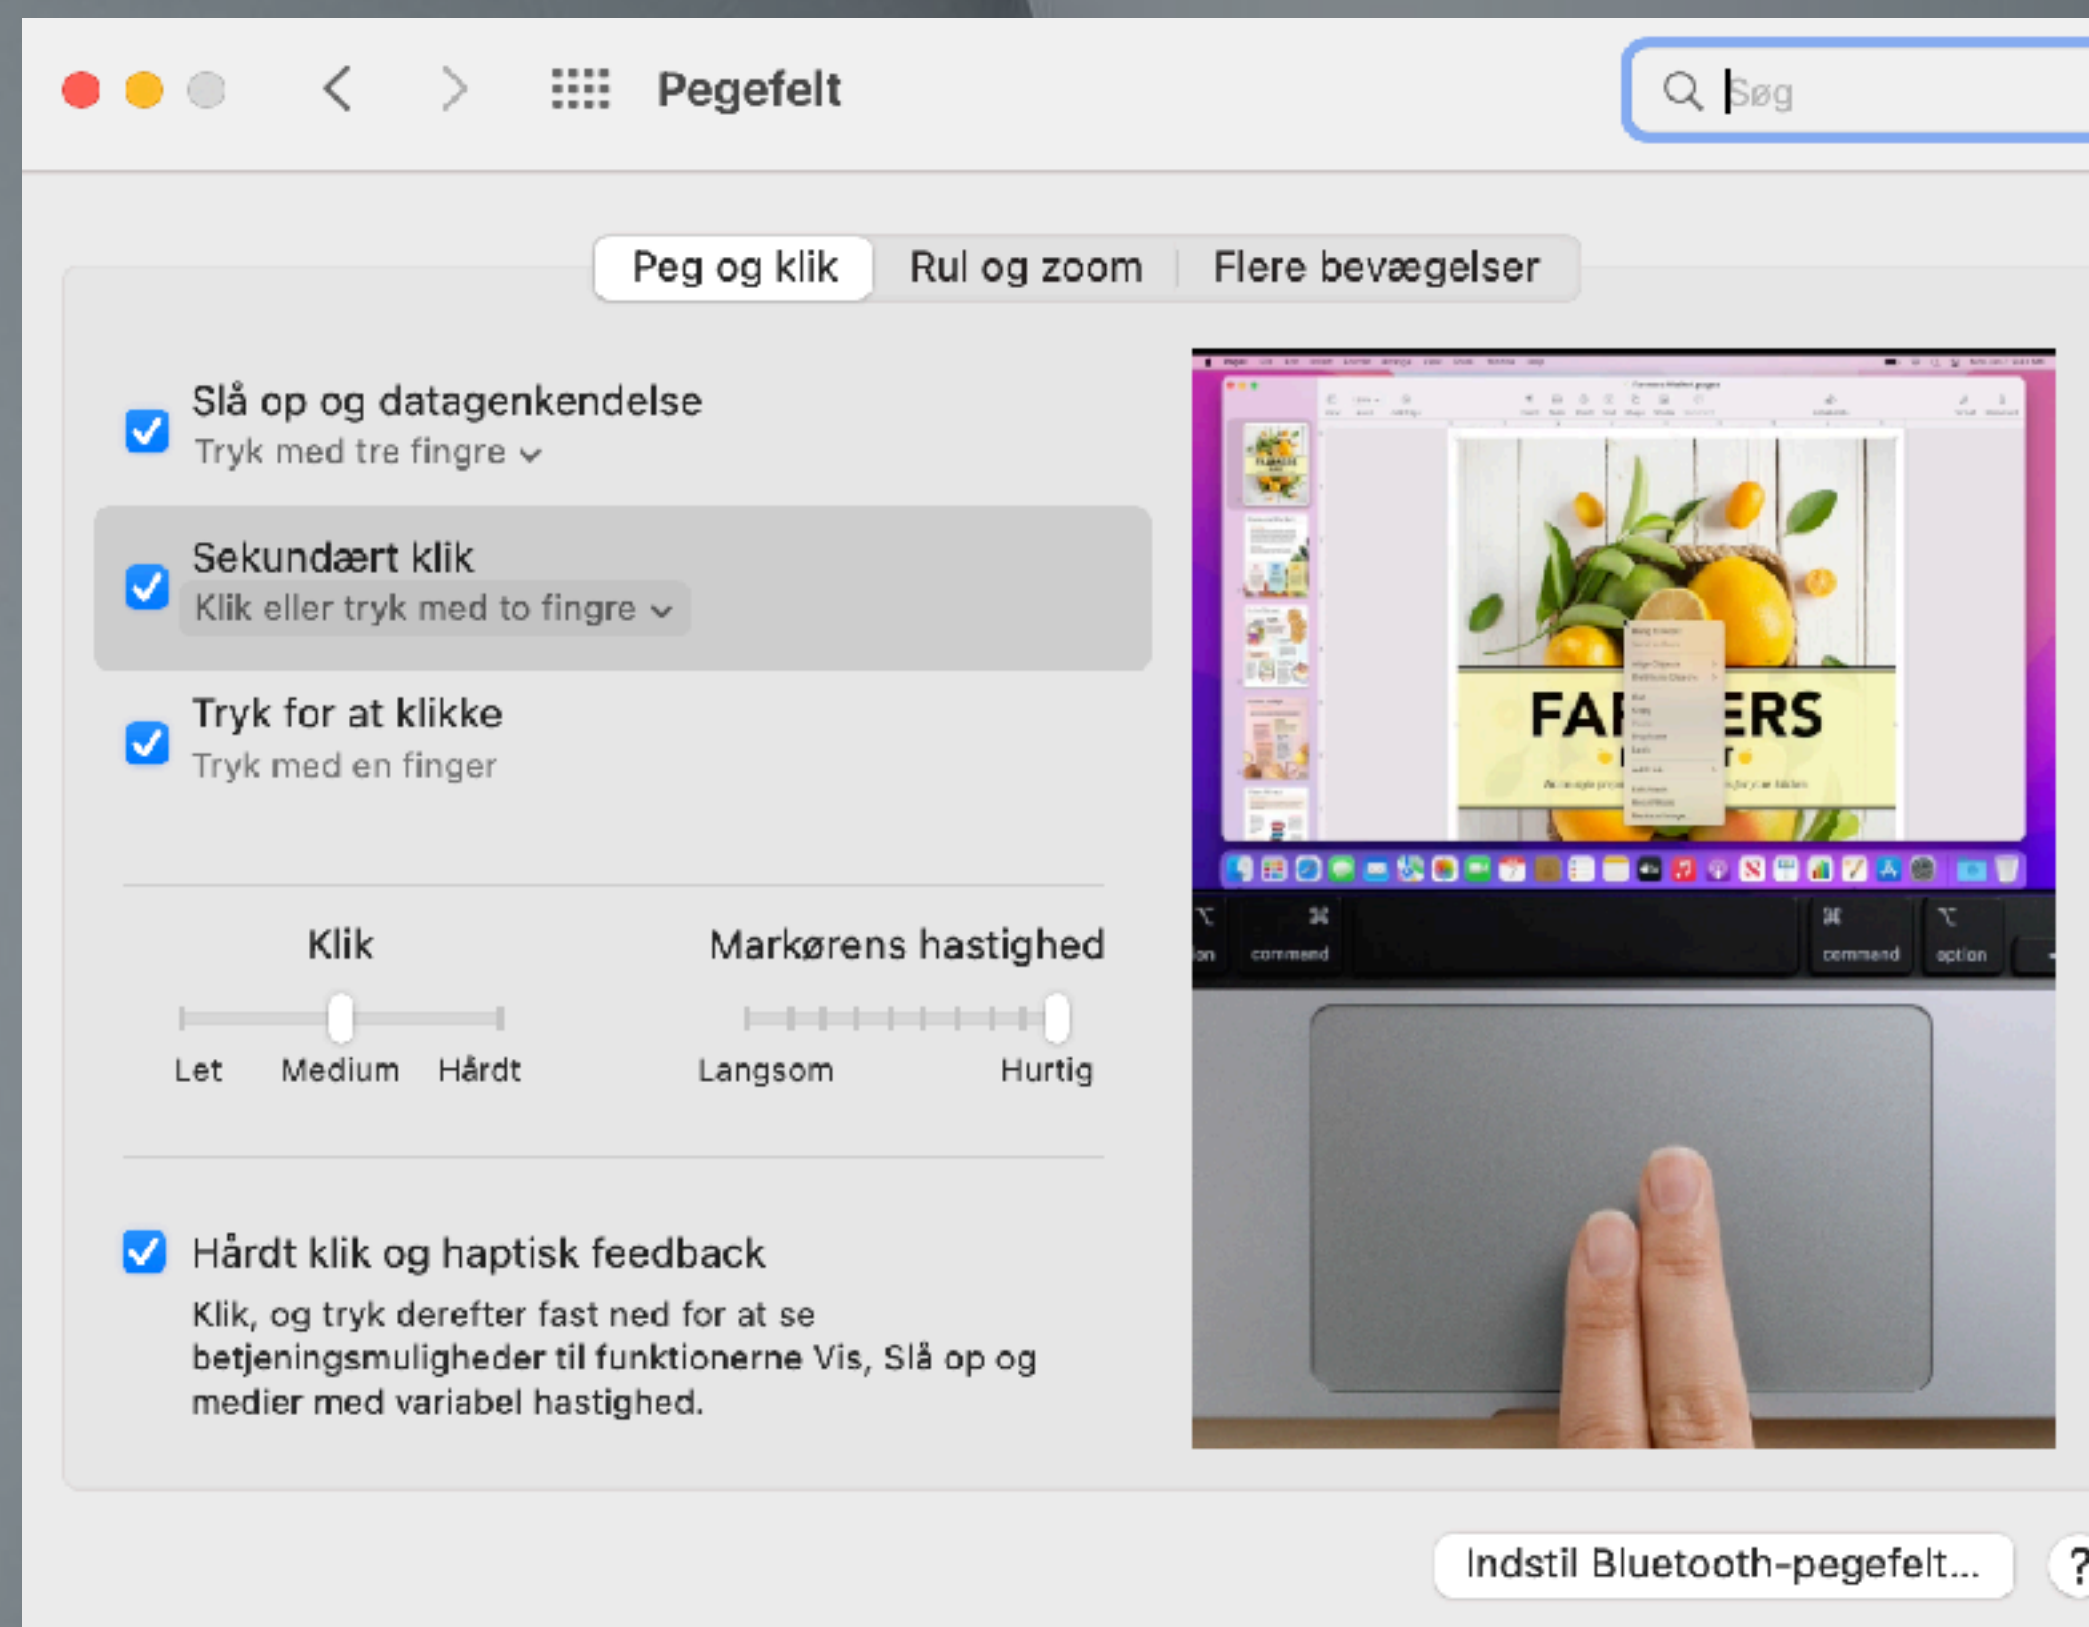 Pegefelt
Søg
Peg og klik
Rul og zoom
Flere bevægelser
Slå op og datagenkendelse
Tryk med tre fingre
Sekundært klik
Klik eller tryk med to fingre
Tryk for at klikke
Tryk med en finger
Klik
Let
Medium
Hårdt
Markørens hastighed
Langsom
Hurtig
Hårdt klik og haptisk feedback
Klik, og tryk derefter fast ned for at se
betjeningsmuligheder til funktionerne Vis, Slå op og
medier med variabel hastighed.
command
command
option
Indstil Bluetooth-pegefelt...
?